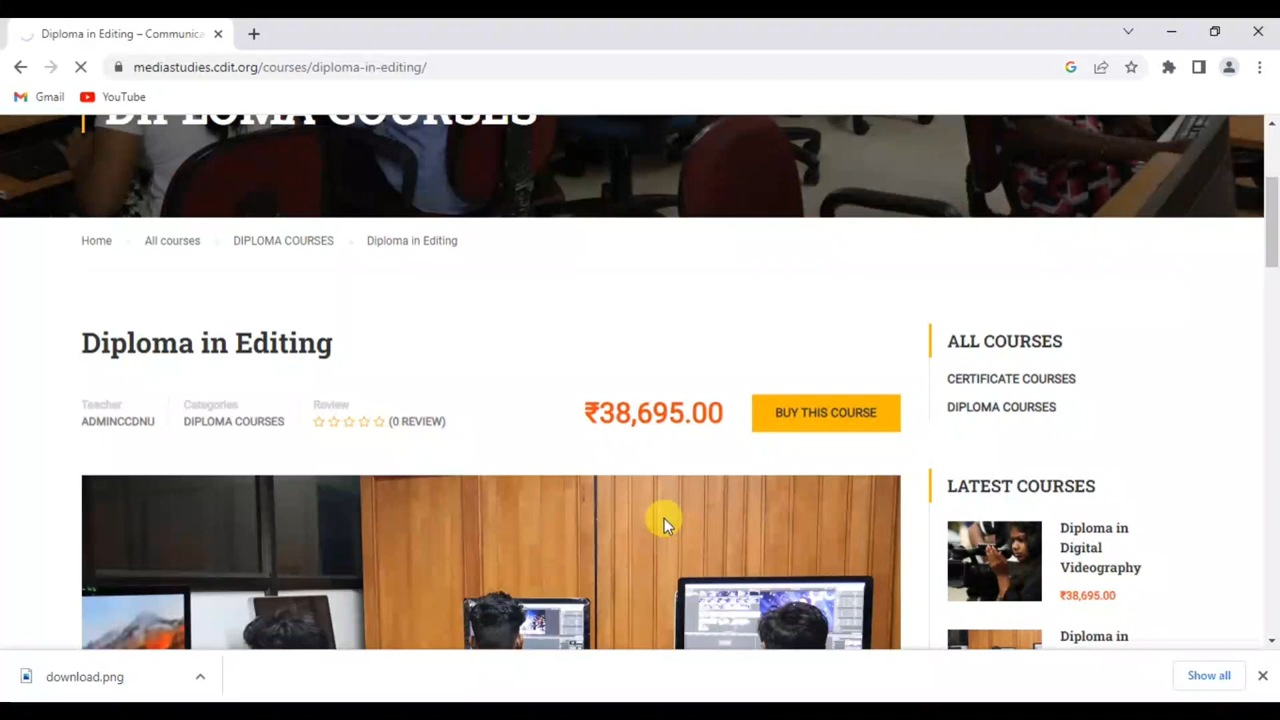 Diploma in Editing – Communica
mediastudies.cdit.org/courses/diploma-in-editing/
Gmail
YouTube
DIPLOMA COURSES
Home
All courses
DIPLOMA COURSES
Diploma in Editing
Diploma in Editing
Teacher
ADMINCCDNU
Categories
DIPLOMA COURSES
Review
(0 REVIEW)
₹38,695.00
BUY THIS COURSE
ALL COURSES
CERTIFICATE COURSES
DIPLOMA COURSES
LATEST COURSES
Diploma in
Digital
Videography
₹38,695.00
Diploma in
download.png
Show all